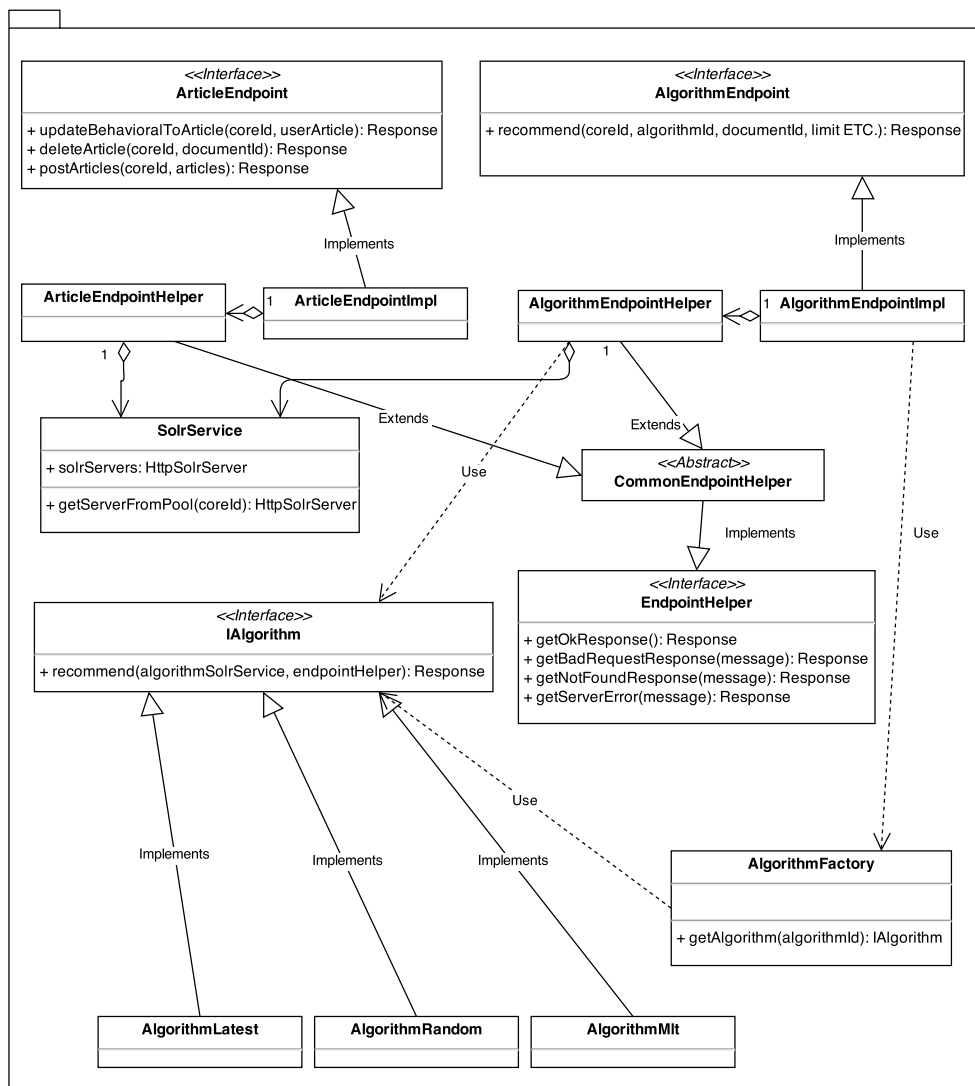 <<Interface>>
ArticleEndpoint
+ updateBehavioralToArticle(coreId, userArticle): Response
+ deleteArticle(coreId, documentId): Response
+ postArticles(coreId, articles): Response
<<Interface>>
AlgorithmEndpoint
+ recommend(coreId, algorithmId, documentId, limit ETC.): Response
Implements
Implements
ArticleEndpointHelper
1
ArticleEndpointImpl
AlgorithmEndpointHelper
1
AlgorithmEndpointImpl
1
1
Extends
Extends
Use
Use
SolrService
+ solrServers: HttpSolrServer
+ getServerFromPool(coreId): HttpSolrServer
<<Abstract>>
CommonEndpointHelper
Implements
<<Interface>>
EndpointHelper
+ getOkResponse(): Response
+ getBadRequestResponse(message): Response
+ getNotFoundResponse(message): Response
+ getServerError(message): Response
<<Interface>>
IAlgorithm
+ recommend(algorithmSolrService, endpointHelper): Response
Use
Implements
Implements
Implements
AlgorithmFactory
+ getAlgorithm(algorithmId): IAlgorithm
AlgorithmLatest
AlgorithmRandom
AlgorithmMlt